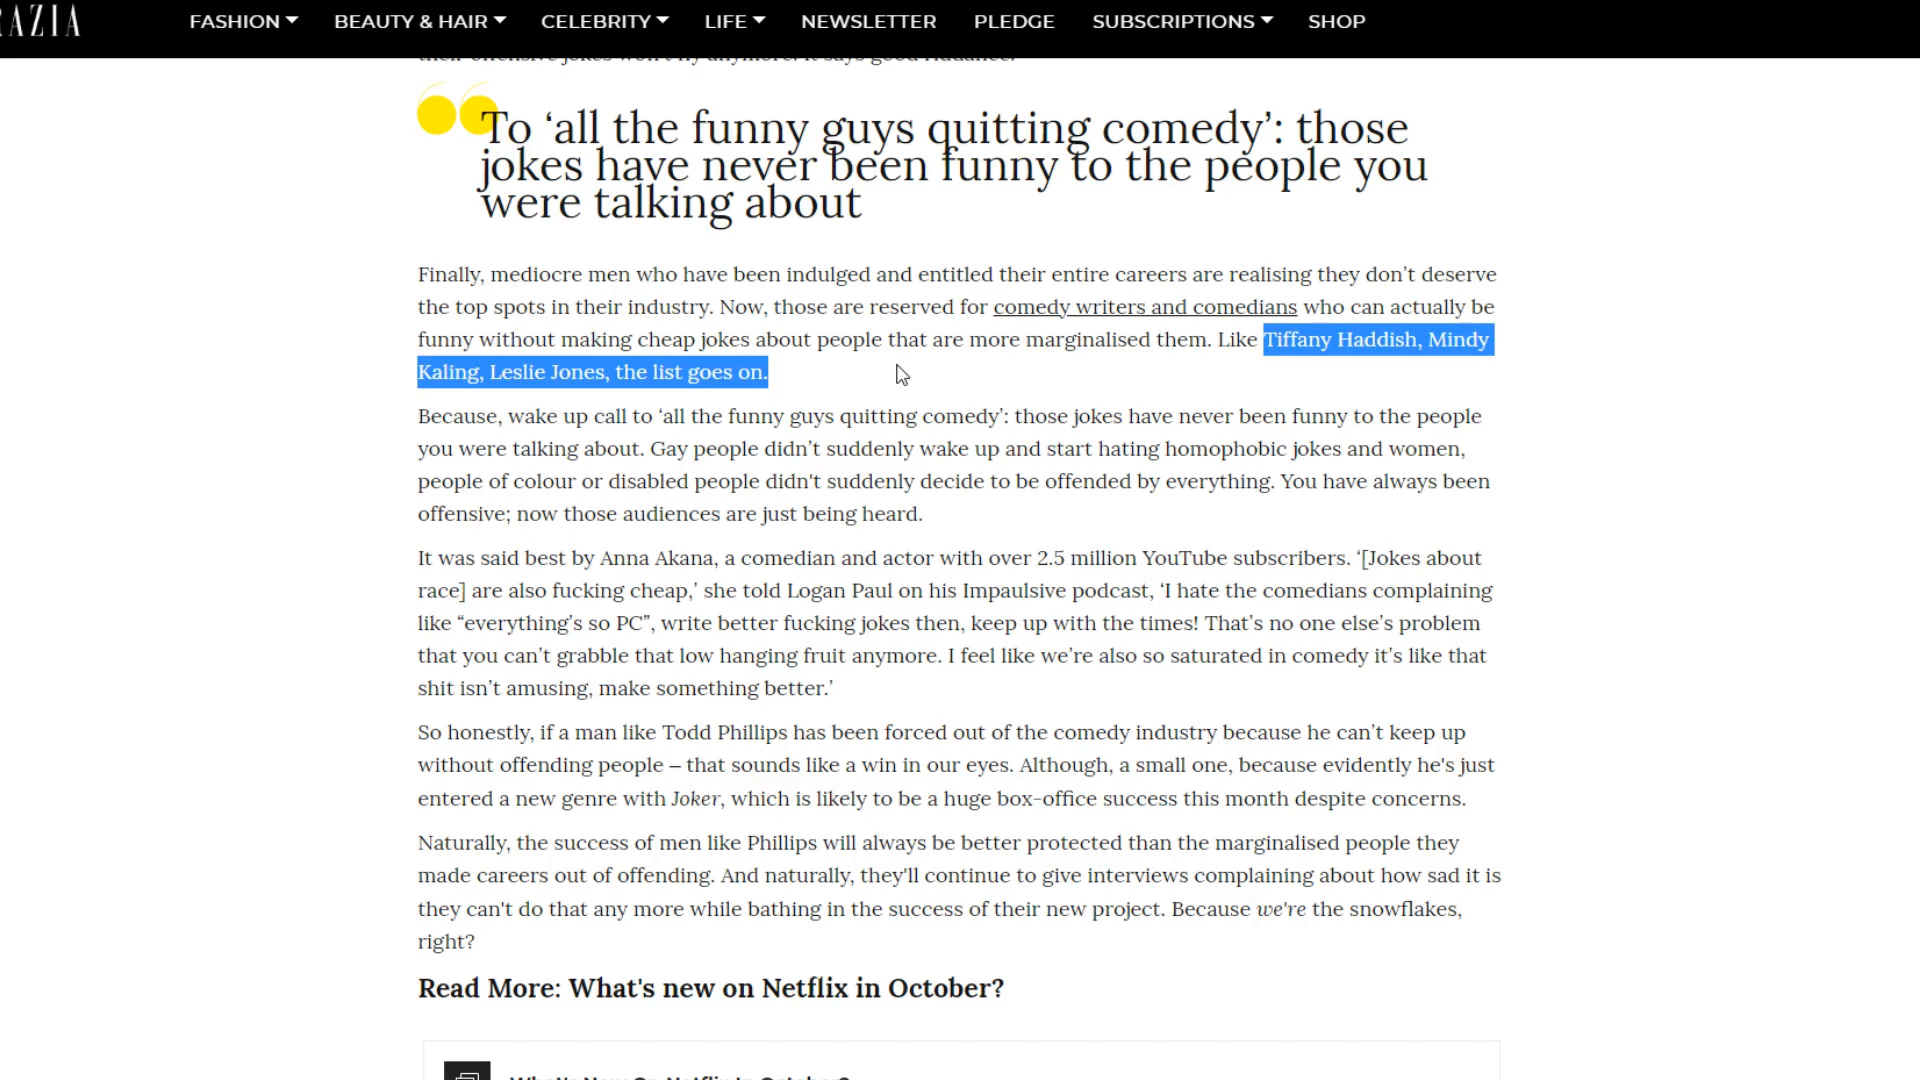 RAZIA
FASHION BEAUTY & HAIR CELEBRITY LIFE NEWSLETTER PLEDGE SUBSCRIPTIONS SHOP
their offensive jokes won't fly anymore. It says good riddance.
To ‘all the funny guys quitting comedy’: those
jokes have never been funny to the people you
were talking about
Finally, mediocre men who have been indulged and entitled their entire careers are realising they don’t deserve
the top spots in their industry. Now, those are reserved for comedy writers and comedians who can actually be
funny without making cheap jokes about people that are more marginalised them. Like Tiffany Haddish, Mindy
Kaling, Leslie Jones, the list goes on.
Because, wake up call to ‘all the funny guys quitting comedy’: those jokes have never been funny to the people
you were talking about. Gay people didn’t suddenly wake up and start hating homophobic jokes and women,
people of colour or disabled people didn't suddenly decide to be offended by everything. You have always been
offensive; now those audiences are just being heard.
It was said best by Anna Akana, a comedian and actor with over 2.5 million YouTube subscribers. ‘[Jokes about
race] are also fucking cheap,’ she told Logan Paul on his Impaulsive podcast, ‘I hate the comedians complaining
like “everything’s so PC”, write better fucking jokes then, keep up with the times! That’s no one else’s problem
that you can’t grabble that low hanging fruit anymore. I feel like we’re also so saturated in comedy it’s like that
shit isn’t amusing, make something better.’
So honestly, if a man like Todd Phillips has been forced out of the comedy industry because he can’t keep up
without offending people – that sounds like a win in our eyes. Although, a small one, because evidently he's just
entered a new genre with Joker, which is likely to be a huge box-office success this month despite concerns.
Naturally, the success of men like Phillips will always be better protected than the marginalised people they
made careers out of offending. And naturally, they'll continue to give interviews complaining about how sad it is
they can't do that any more while bathing in the success of their new project. Because we're the snowflakes,
right?
Read More: What's new on Netflix in October?
What's New On Netflix In October?